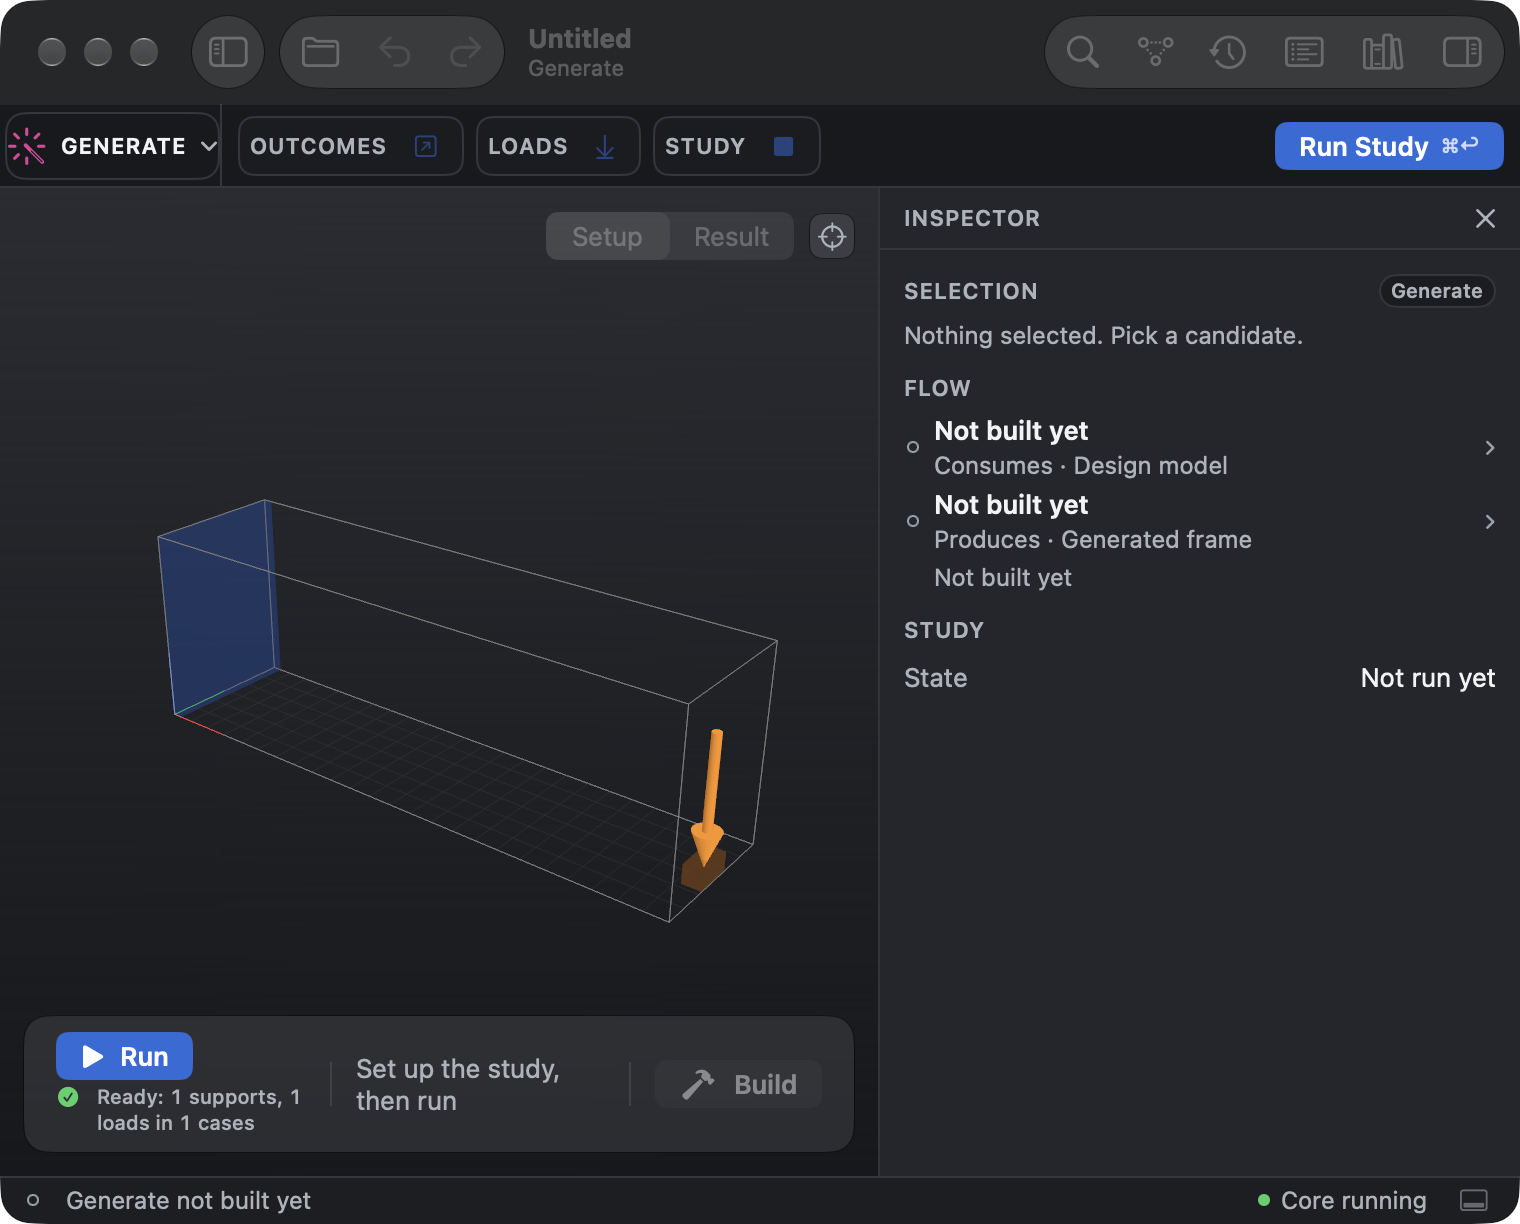 Untitled
Generate
GENERATE
OUTCOMES
LOADS
STUDY
Run Study ⌘↩
Setup
Result
INSPECTOR
SELECTION
Generate
Nothing selected. Pick a candidate.
FLOW
Not built yet
Consumes · Design model
Not built yet
Produces · Generated frame
Not built yet
STUDY
State
Not run yet
Run
Ready: 1 supports, 1
loads in 1 cases
Set up the study,
then run
Build
Generate not built yet
Core running